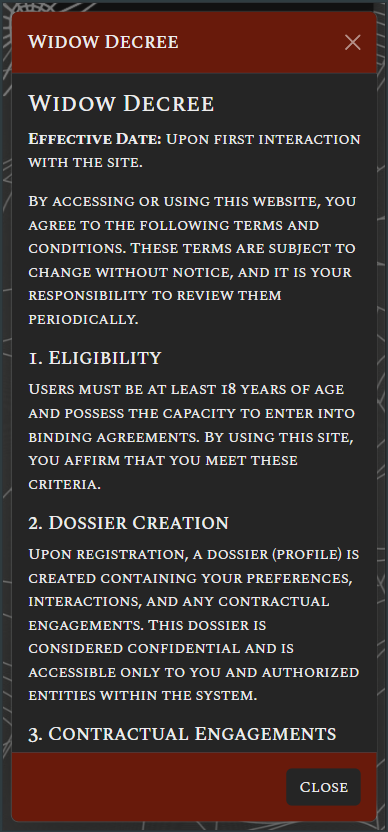 Widow Decree
Widow Decree
Effective Date: Upon first interaction
with the site.
By accessing or using this website, you
agree to the following terms and
conditions. These terms are subject to
change without notice, and it is your
responsibility to review them
periodically.
1. Eligibility
Users must be at least 18 years of age
and possess the capacity to enter into
binding agreements. By using this site,
you affirm that you meet these
criteria.
2. Dossier Creation
Upon registration, a dossier (profile) is
created containing your preferences,
interactions, and any contractual
engagements. This dossier is
considered confidential and is
accessible only to you and authorized
entities within the system.
3. Contractual Engagements
Close